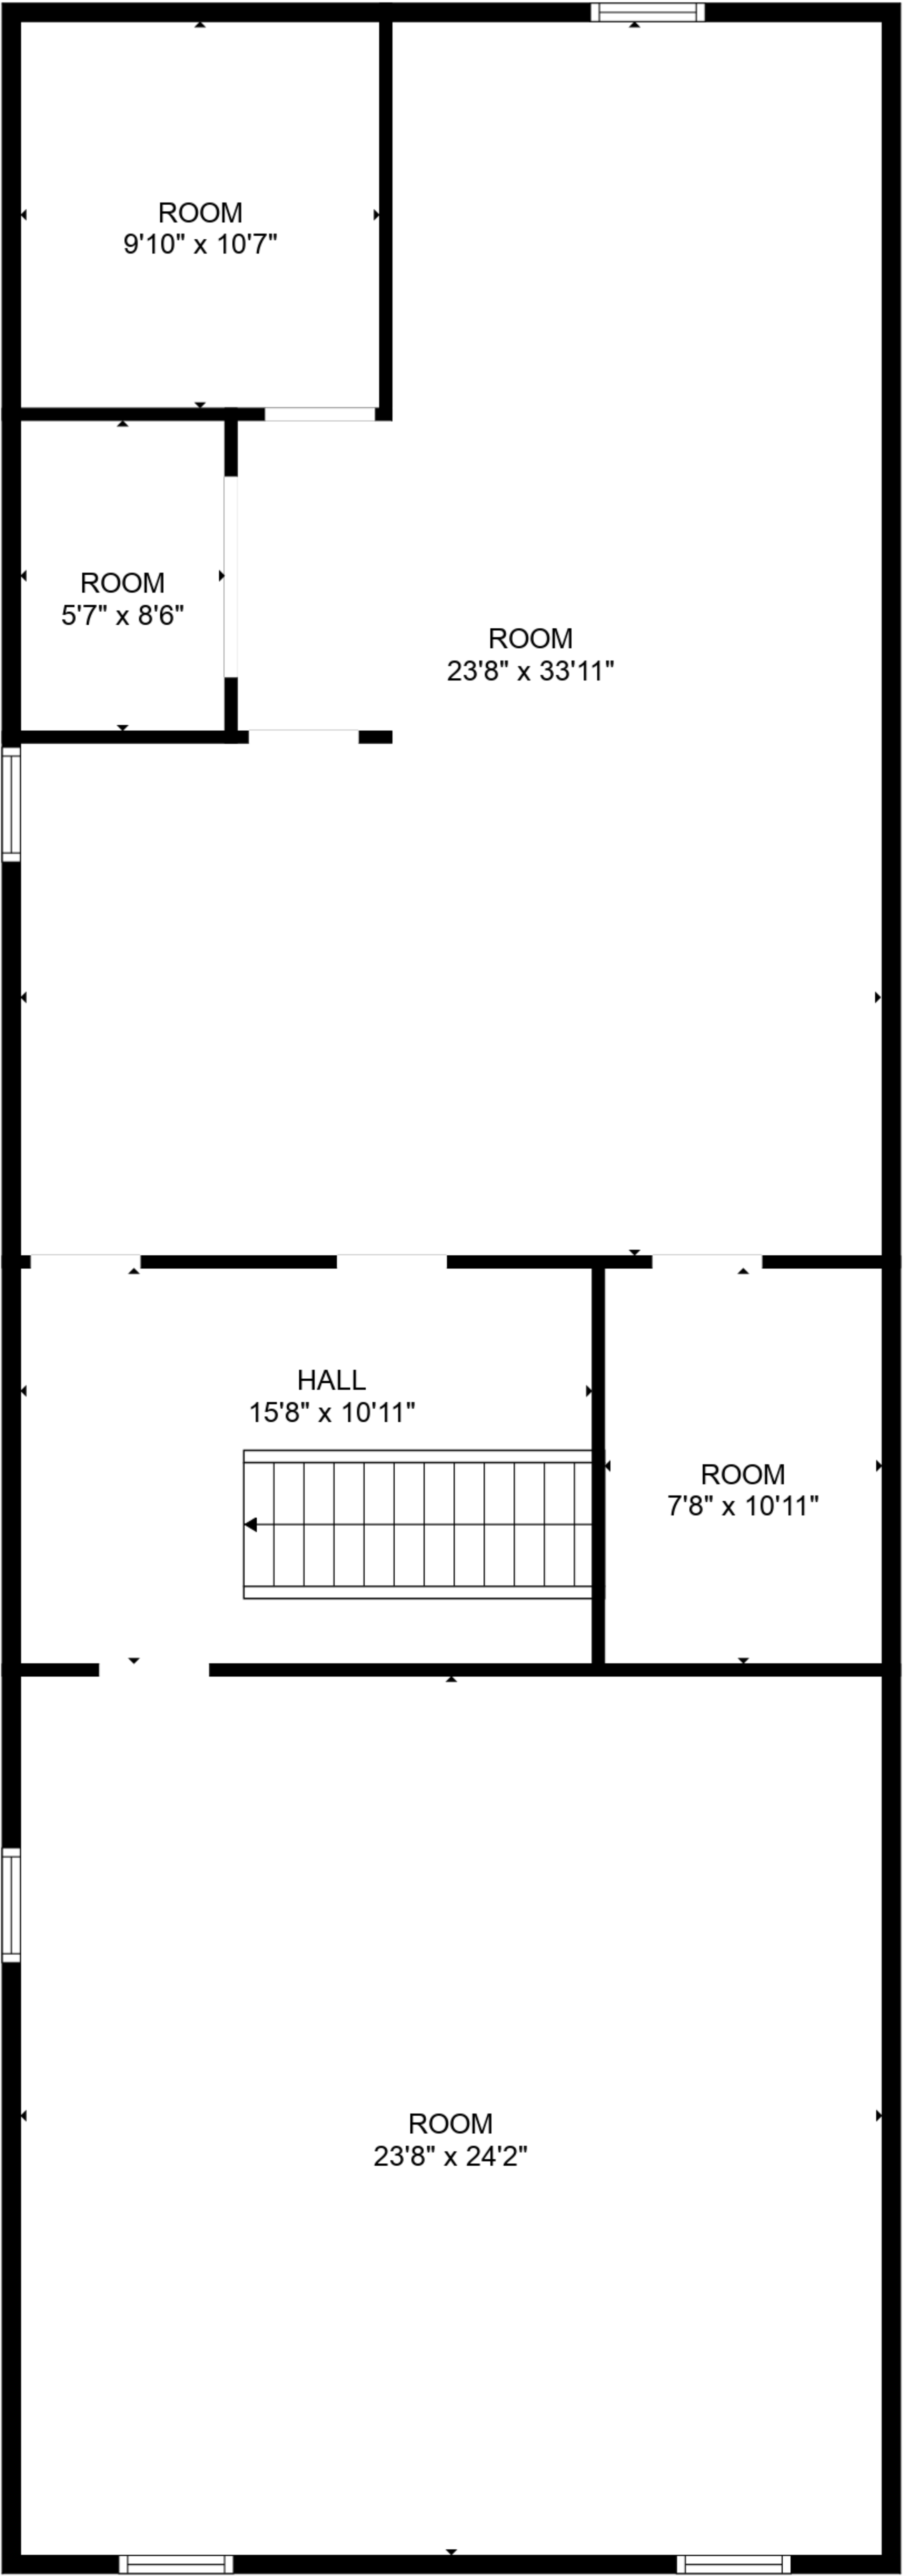 ROOM
9'10" x 10'7"
ROOM
5'7" x 8'6"
ROOM
23'8" x 33'11"
HALL
15'8" x 10'11"
ROOM
7'8" x 10'11"
ROOM
23'8" x 24'2"